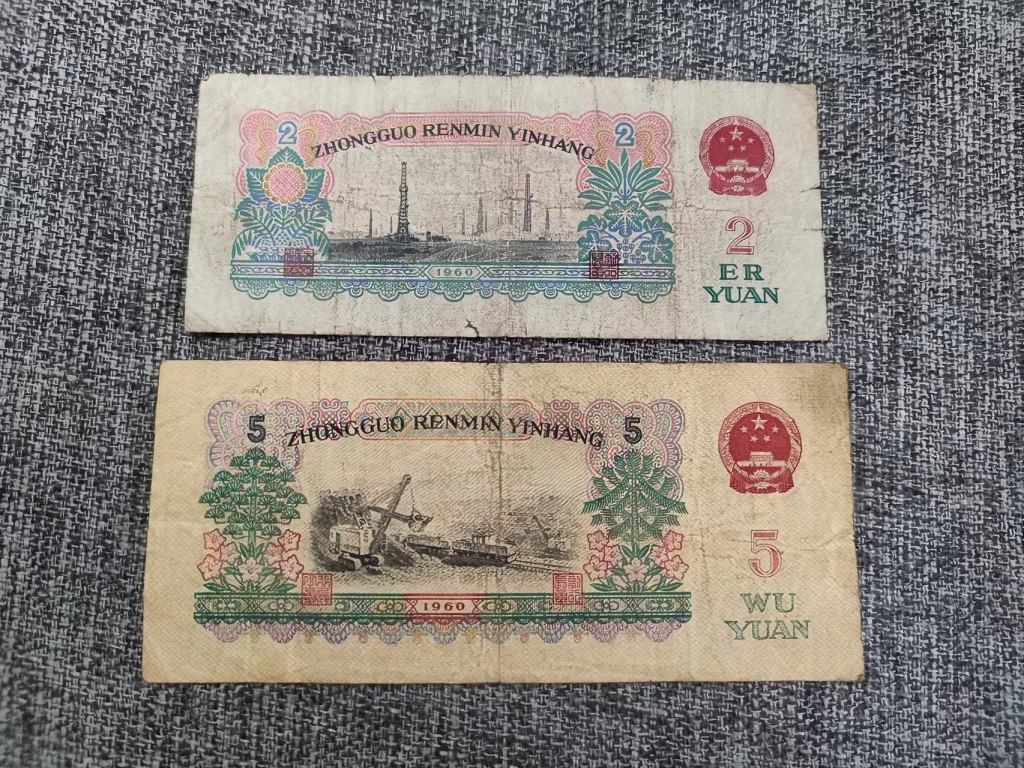 2 ZHONGGUO RENMIN YINHANG 2
2
ER
YUAN
1960
5 ZHONGGUO RENMIN YINHANG 5
5
WU
YUAN
1960